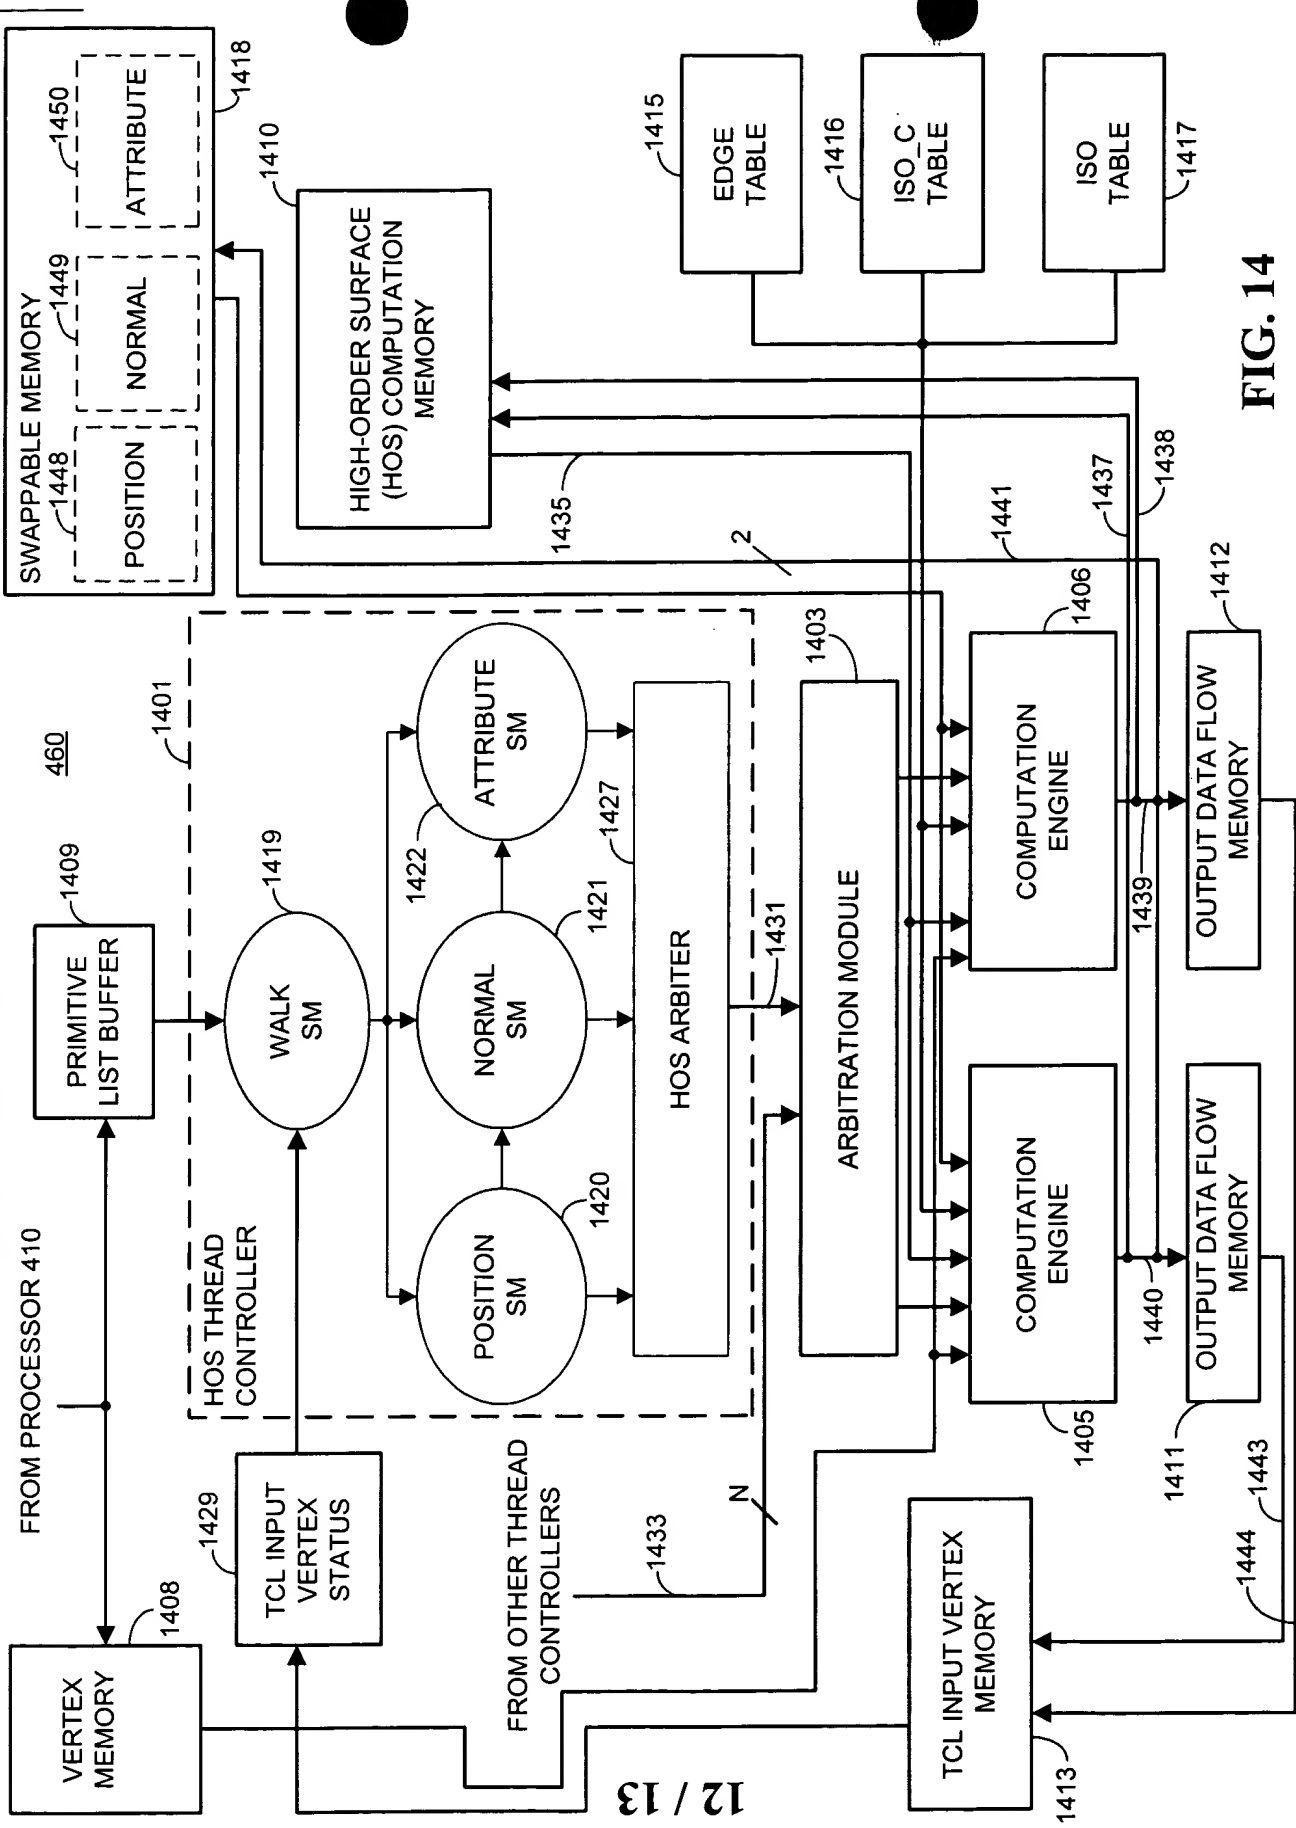 460
FROM PROCESSOR 410
VERTEX
MEMORY
1408
PRIMITIVE
LIST BUFFER
1409
SWAPPABLE MEMORY
1448
POSITION
1449
NORMAL
1450
ATTRIBUTE
1418
TCL INPUT
VERTEX
STATUS
1429
HOS THREAD
CONTROLLER
1401
WALK
SM
1419
POSITION
SM
1420
NORMAL
SM
1421
ATTRIBUTE
SM
1422
HOS ARBITER
1427
1431
HIGH-ORDER SURFACE
(HOS) COMPUTATION
MEMORY
1410
1435
FROM OTHER THREAD
CONTROLLERS
1433
N
2
ARBITRATION MODULE
1403
EDGE
TABLE
1415
ISO_C
TABLE
1416
ISO
TABLE
1417
COMPUTATION
ENGINE
1405
COMPUTATION
ENGINE
1406
1441
1437
1438
1439
1440
OUTPUT DATA FLOW
MEMORY
1411
OUTPUT DATA FLOW
MEMORY
1412
TCL INPUT VERTEX
MEMORY
1413
1443
1444
FIG. 14
12 / 13